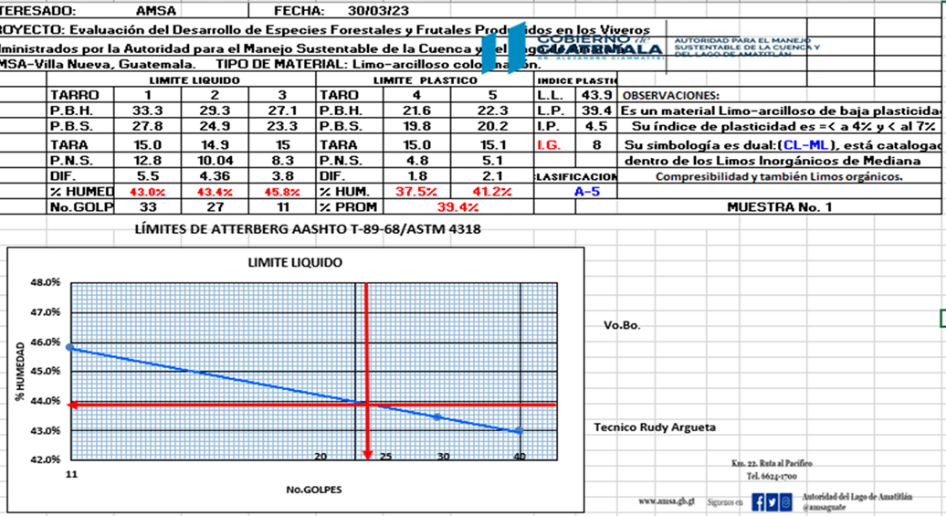 TERESADO: AMSA FECHA: 30/03/23
ROYECTO: Evaluación del Desarrollo de Especies Forestales y Frutales Produ idos en los Viveros
dministrados por la Autoridad para el Manejo Sustentable de la Cuenca y
MSA-Villa Nueva, Guatemala. TIPO DE MATERIAL: Limo-arcilloso colo
GOBIERNO de
GUATEMALA
AUTORIDAD PARA EL MANEJO
SUSTENTABLE DE LA CUENCA Y
DEL LAGO DE AMATITLÁN
LIMITE LIQUIDO LIMITE PLASTICO INDICE PLASTI
TARRO 1 2 3 TARO 4 5 L.L. 43.9 OBSERVACIONES:
P.B.H. 33.3 29.3 27.1 P.B.H. 21.6 22.3 L.P. 39.4 Es un material Limo-arcilloso de baja plasticida
P.B.S. 27.8 24.9 23.3 P.B.S. 19.8 20.2 I.P. 4.5 Su índice de plasticidad es =< a 4% y < al 7%
TARA 15.0 14.9 15 TARA 15.0 15.1 I.G. 8 Su simbología es dual:(CL-ML), está cataloga
P.N.S. 12.8 10.04 8.3 P.N.S. 4.8 5.1 dentro de los Limos Inorgánicos de Mediana
DIF. 5.5 4.36 3.8 DIF. 1.8 2.1 CLASIFICACION Compresibilidad y también Limos orgánicos.
% HUMED 43.0% 43.4% 45.8% % HUM. 37.5% 41.2% A-5
No.GOLP 33 27 11 % PROM 39.4% MUESTRA No. 1
LÍMITES DE ATTERBERG AASHTO T-89-68/ASTM 4318
LIMITE LIQUIDO
48.0%
47.0%
46.0%
45.0%
44.0%
43.0%
42.0%
% HUMEDAD
20 25 30 40
11
No.GOLPES
Vo.Bo.
Tecnico Rudy Argueta
Km. 22. Ruta al Pacífico
Tel. 6624-1700
www.amsa.gb.gt Síguenos en Autoridad del Lago de Amatitlán
@amsaguate